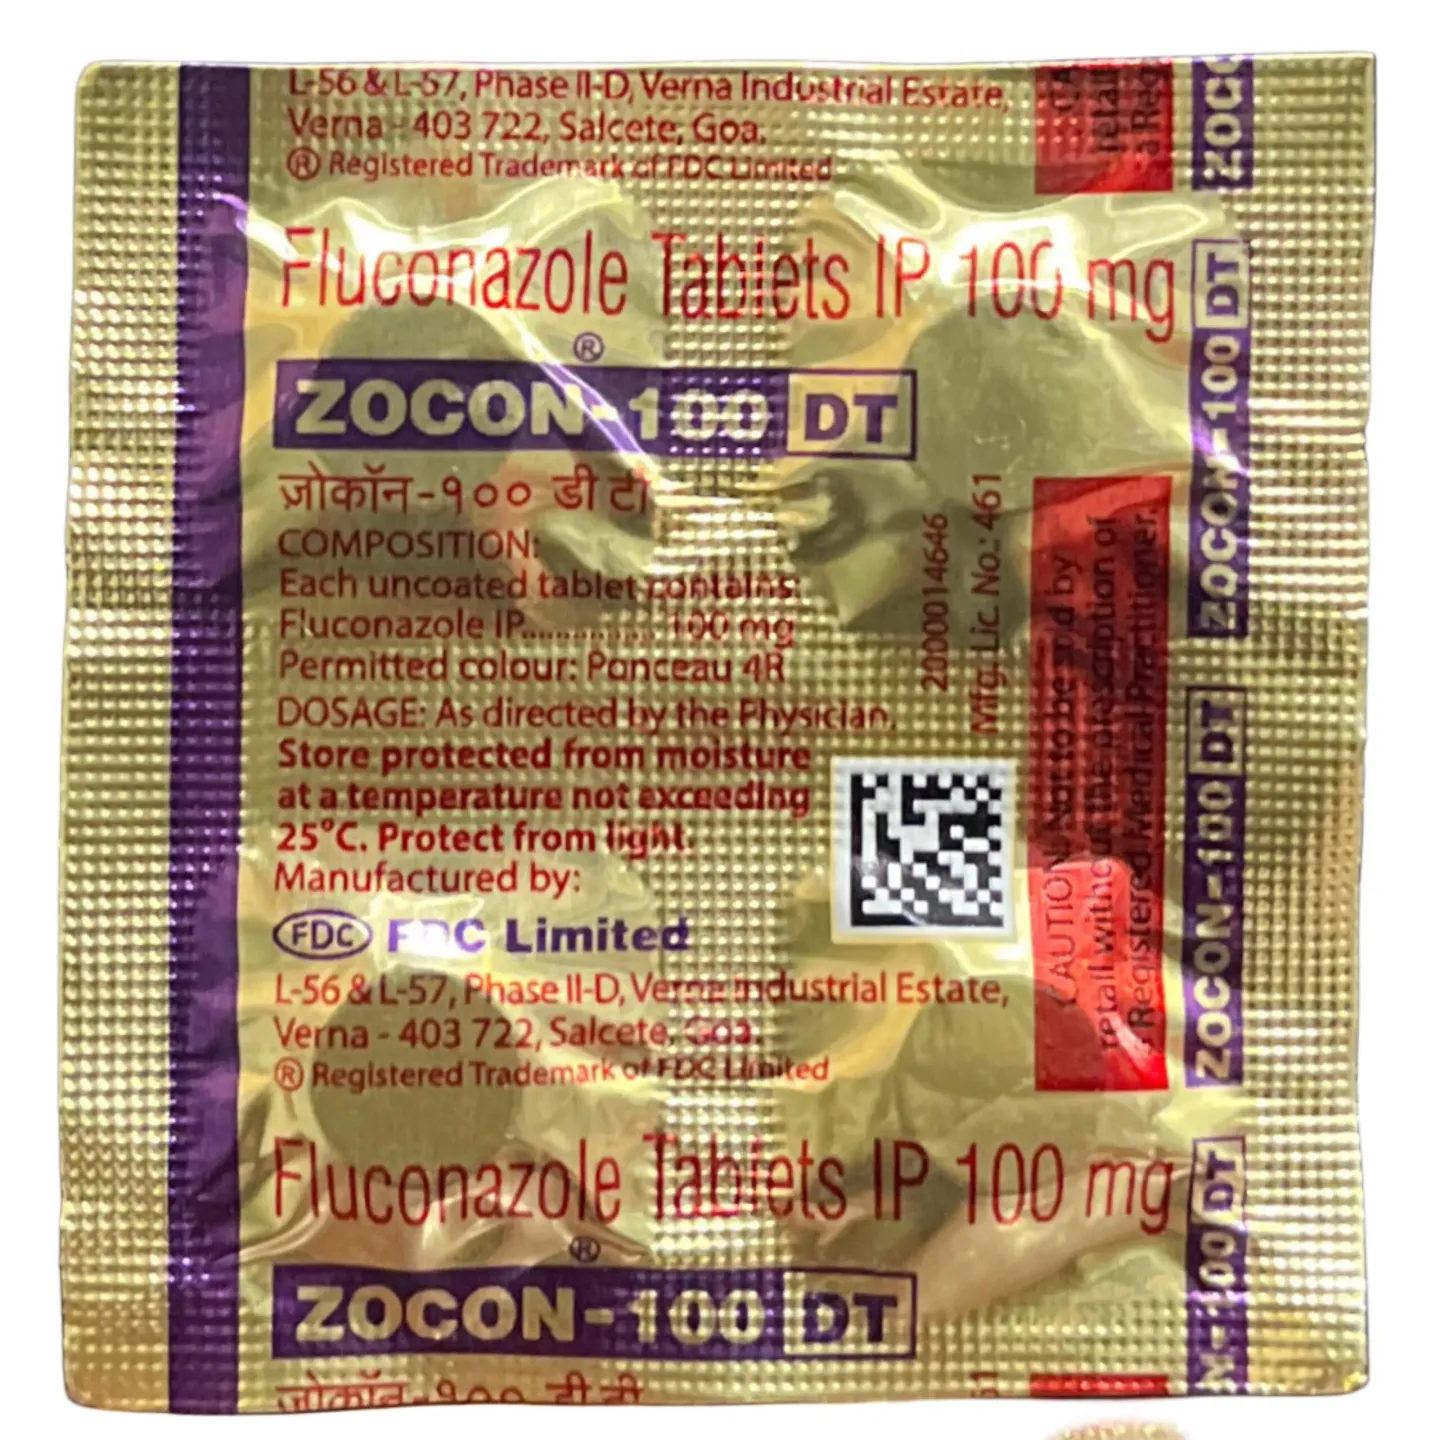 L-56 & L-57, Phase II-D, Verna Industrial Estate,
Verna - 403 722, Salcete, Goa.
® Registered Trademark of FDC Limited
Fluconazole Tablets IP 100 mg
®
ZOCON-100 DT
ज़ोकॉन-१०० डी टी
COMPOSITION:
Each uncoated tablet contains:
Fluconazole IP.............. 100 mg
Permitted colour: Ponceau 4R
DOSAGE: As directed by the Physician.
Store protected from moisture
at a temperature not exceeding
25°C. Protect from light.
Manufactured by:
FDC FDC Limited
L-56 & L-57, Phase II-D, Verna Industrial Estate,
Verna - 403 722, Salcete, Goa.
® Registered Trademark of FDC Limited
Fluconazole Tablets IP 100 mg
®
ZOCON-100 DT
ज़ोकॉन-१०० डी टी
200014646
Mfg. Lic. No.: 461
CAUTION: Not to be sold by
retail without the prescription of
a Registered Medical Practitioner.
retail
a Reg
ZOC
ZOCON-100 DT
ZOCON-100 DT
N-100 DT